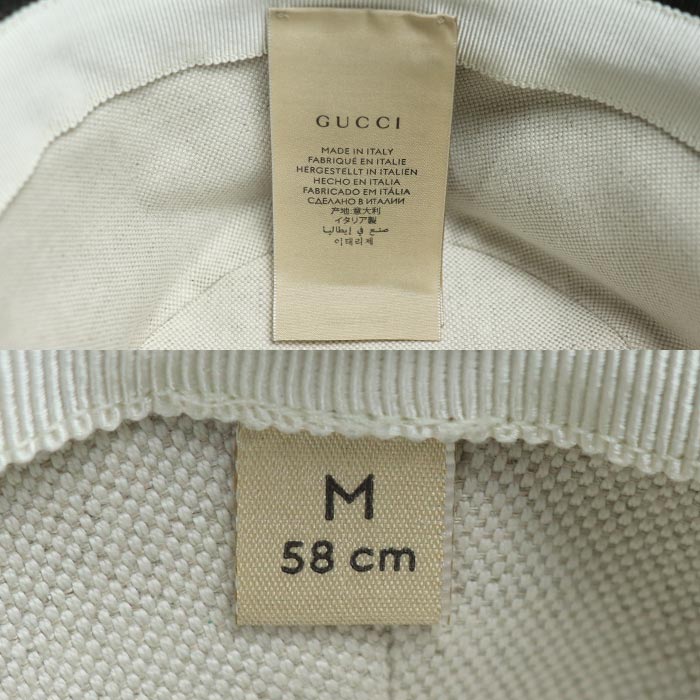 GUCCI
MADE IN ITALY
FABRIQUÉ EN ITALIE
HERGESTELLT IN ITALIEN
HECHO EN ITALIA
FABRICADO EM ITÁLIA
СДЕЛАНО В ИТАЛИИ
产地:意大利
イタリア製
صنع في إيطاليا
이태리제
M
58 cm